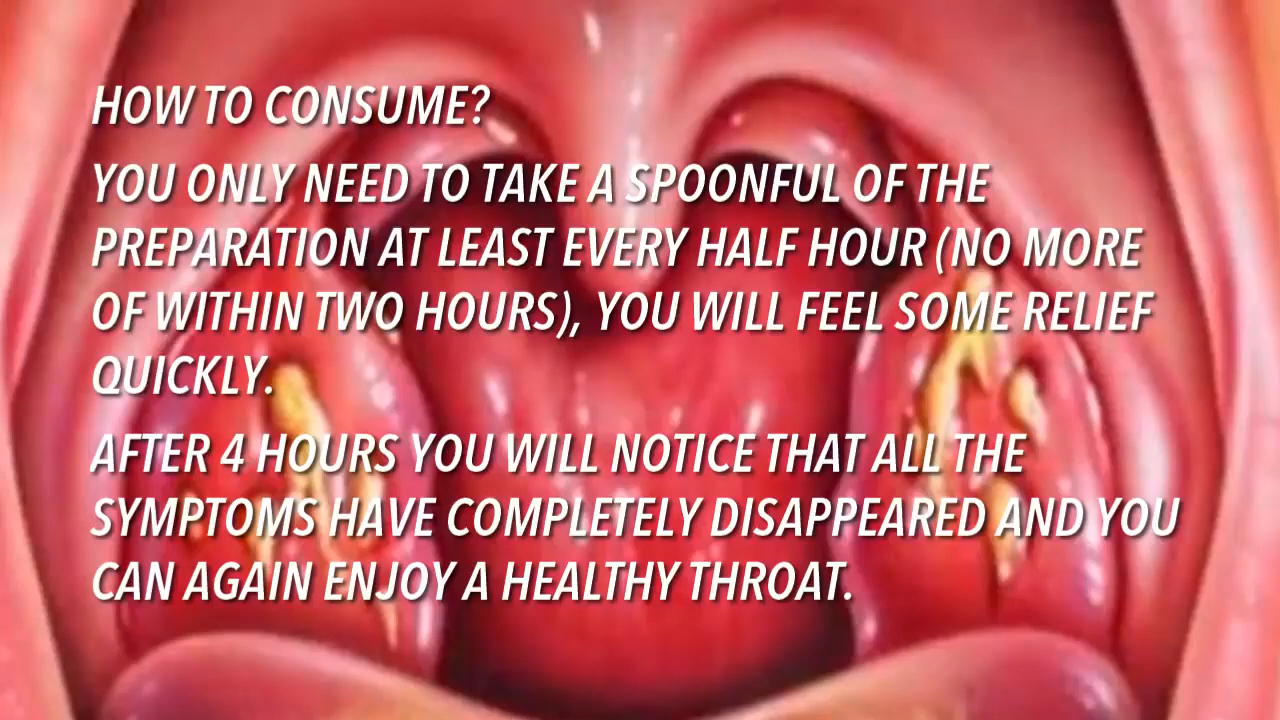 HOW TO CONSUME?
YOU ONLY NEED TO TAKE A SPOONFUL OF THE
PREPARATION AT LEAST EVERY HALF HOUR (NO MORE
OF WITHIN TWO HOURS), YOU WILL FEEL SOME RELIEF
QUICKLY.
AFTER 4 HOURS YOU WILL NOTICE THAT ALL THE
SYMPTOMS HAVE COMPLETELY DISAPPEARED AND YOU
CAN AGAIN ENJOY A HEALTHY THROAT.